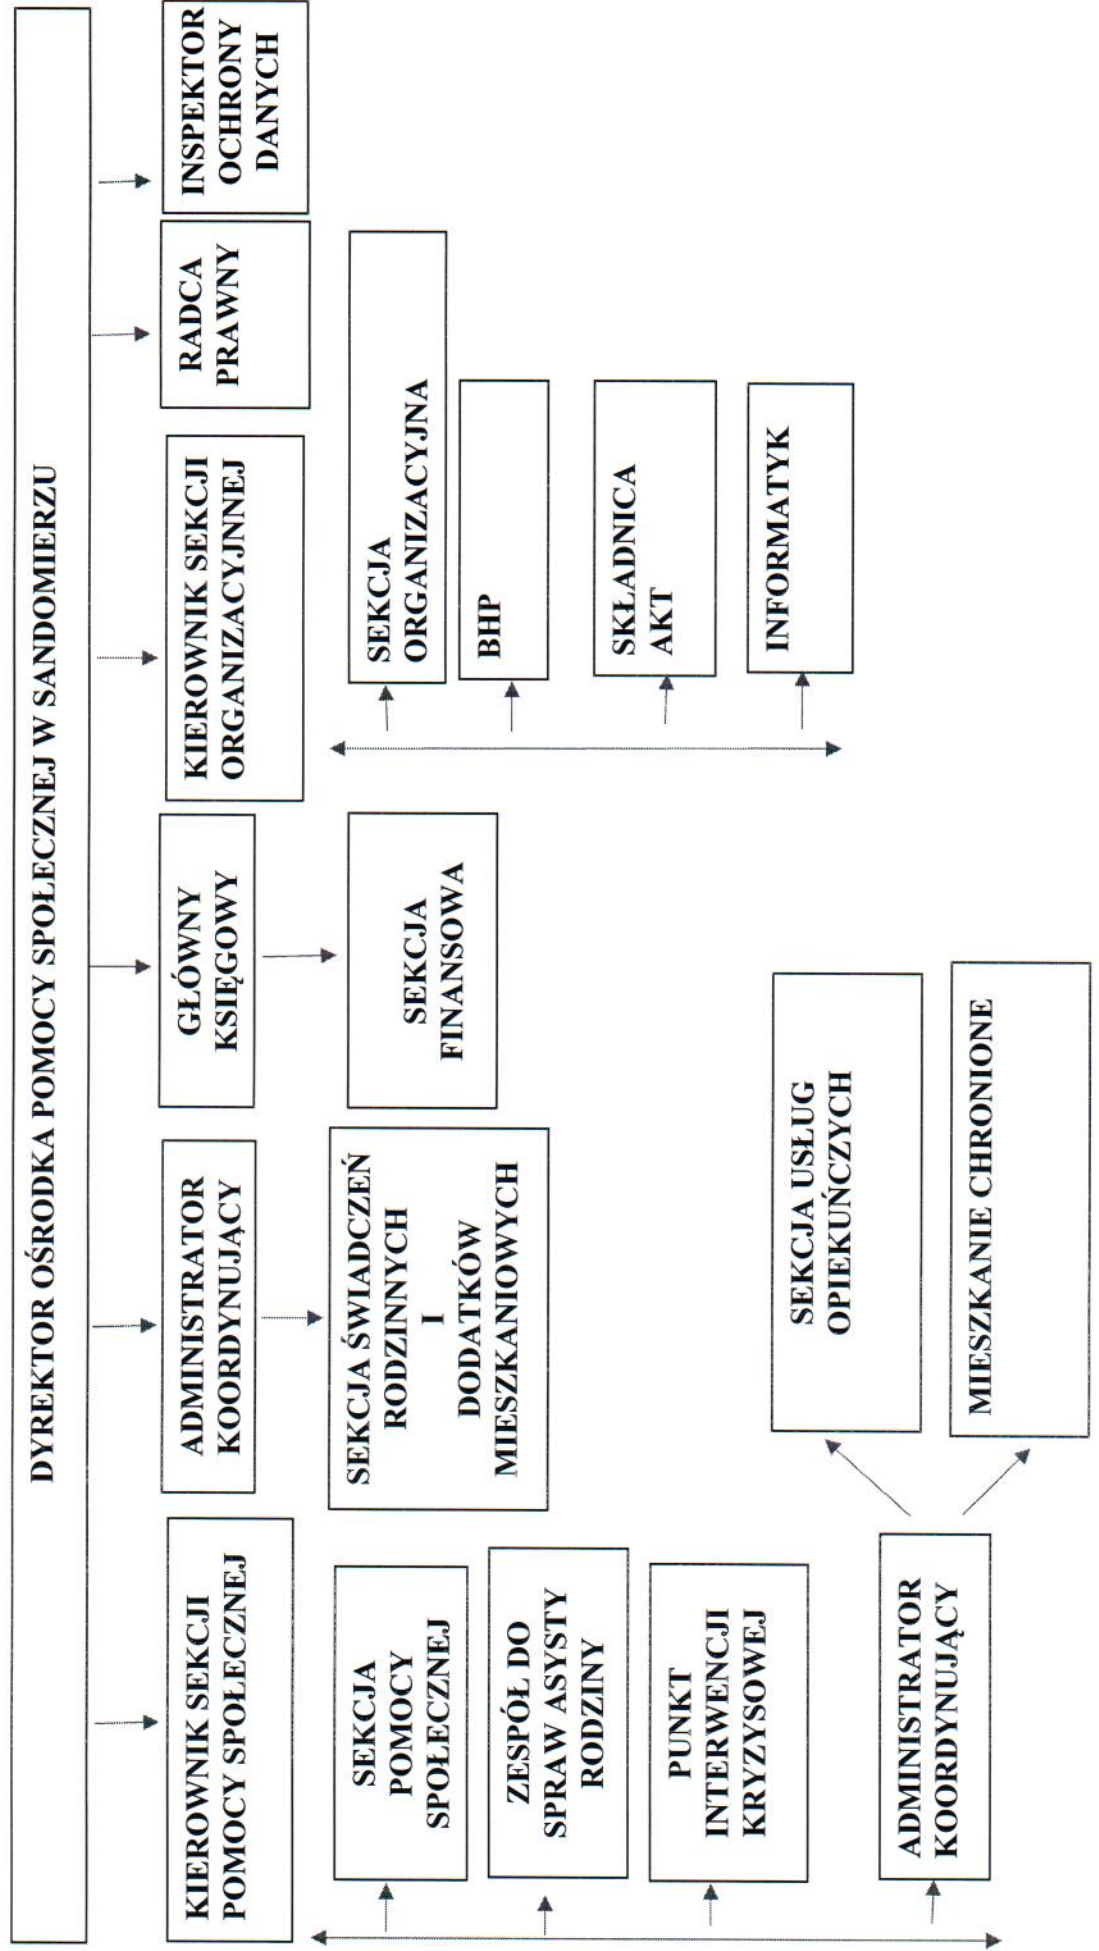 DYREKTOR OŚRODKA POMOCY SPOŁECZNEJ W SANDOMIERZU
KIEROWNIK SEKCJI
POMOCY SPOŁECZNEJ
ADMINISTRATOR
KOORDYNUJĄCY
GŁÓWNY
KSIĘGOWY
KIEROWNIK SEKCJI
ORGANIZACYJNNEJ
RADCA
PRAWNY
INSPEKTOR
OCHRONY
DANYCH
SEKCJA
POMOCY
SPOŁECZNEJ
ZESPÓŁ DO
SPRAW ASYSTY
RODZINY
PUNKT
INTERWENCJI
KRYZYSOWEJ
ADMINISTRATOR
KOORDYNUJĄCY
SEKCJA USŁUG
OPIEKUŃCZYCH
MIESZKANIE CHRONIONE
SEKCJA ŚWIADCZEŃ
RODZINNYCH
I
DODATKÓW
MIESZKANIOWYCH
SEKCJA
FINANSOWA
SEKCJA
ORGANIZACYJNA
BHP
SKŁADNICA
AKT
INFORMATYK